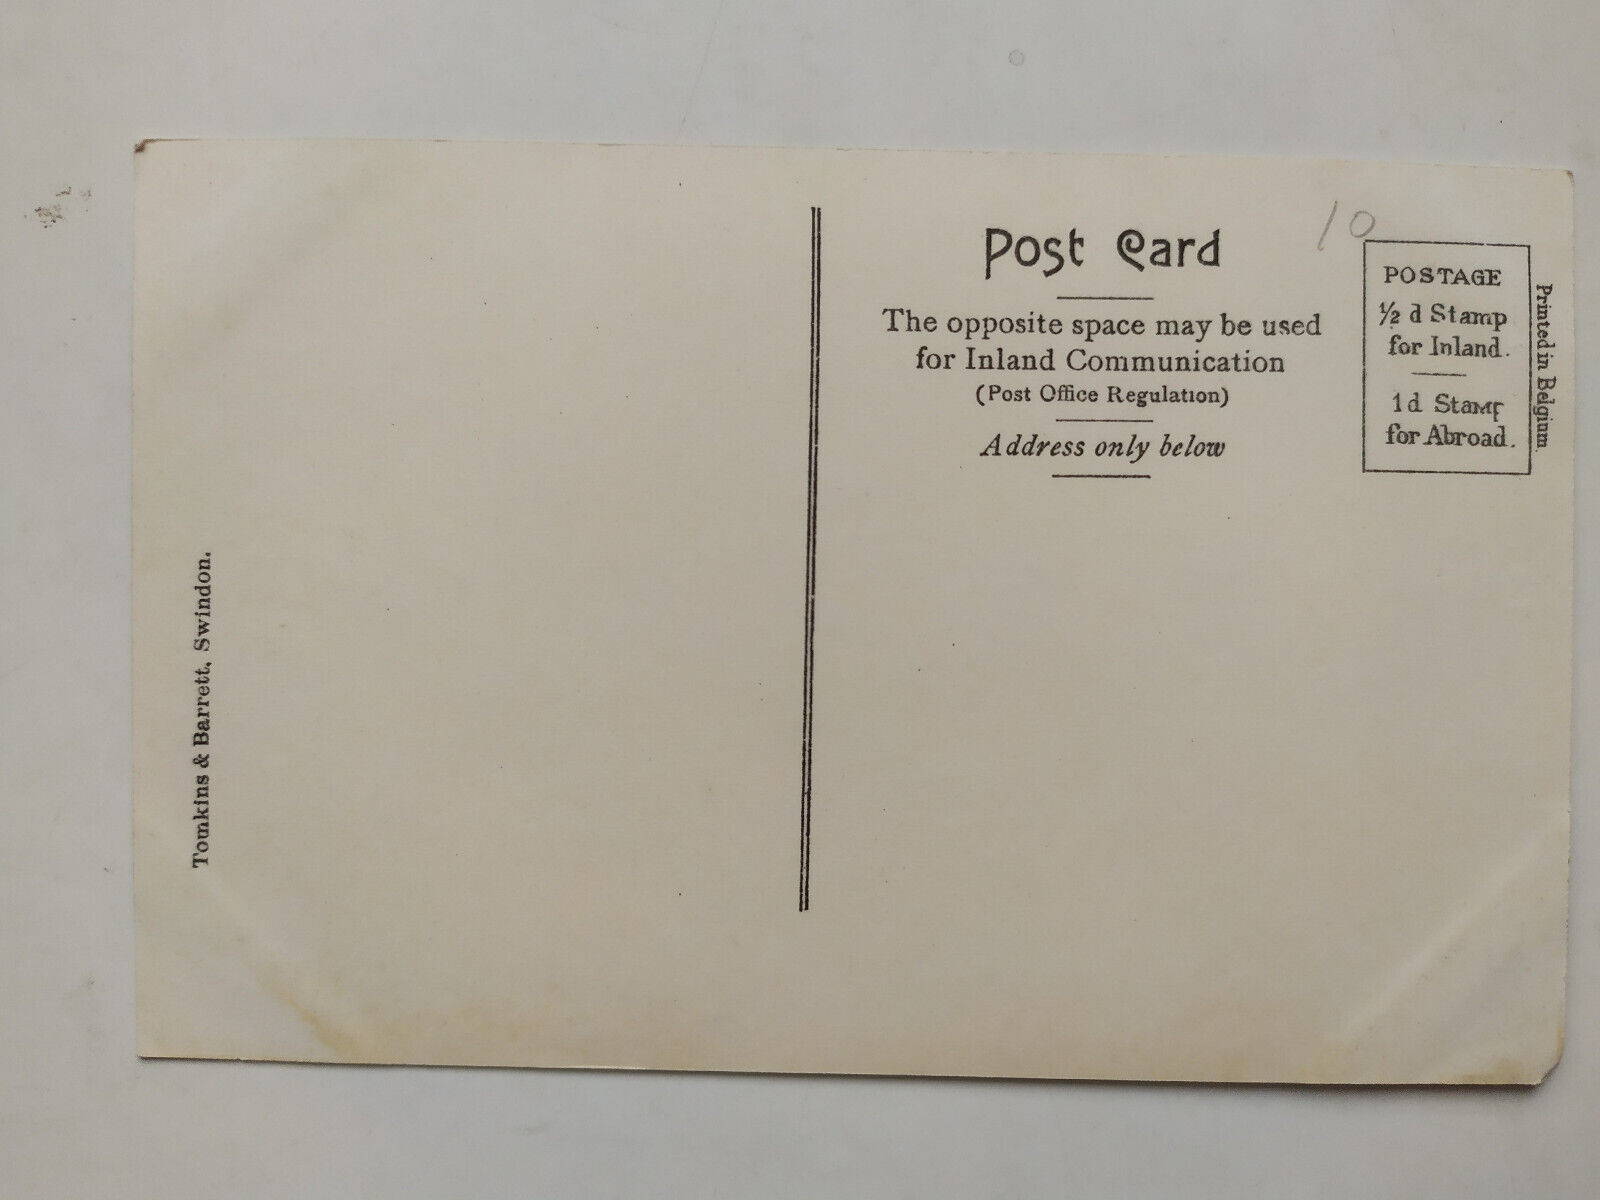 Post Card
10
The opposite space may be used
for Inland Communication
(Post Office Regulation)
Address only below
POSTAGE
½ d Stamp
for Inland.
1d Stamp
for Abroad.
Printed in Belgium.
Tomkins & Barrett, Swindon.